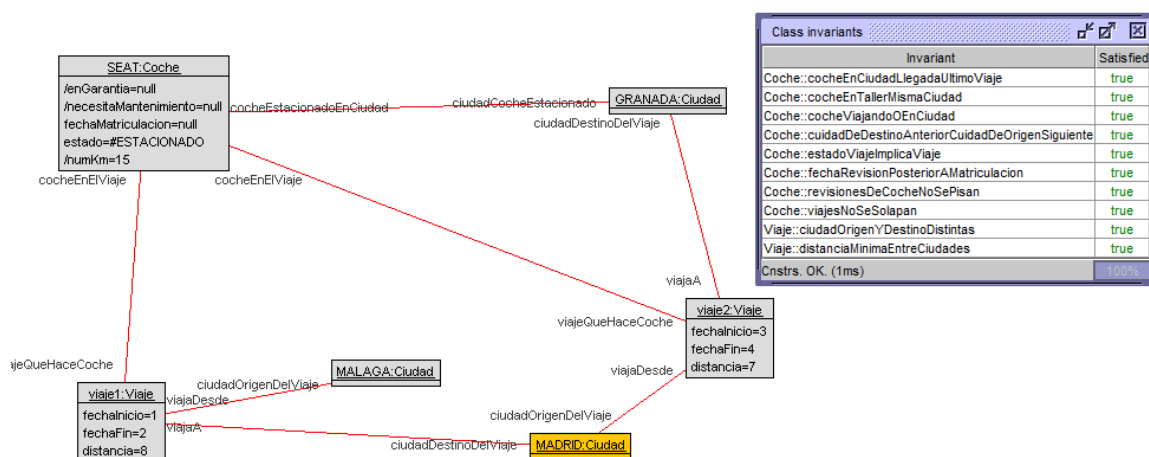 SEAT:Coche
/enGarantia=null
/necesitaMantenimiento=null
fechaMatriculacion=null
estado=#ESTACIONADO
/numKm=15
cocheEstacionadoEnCiudad
ciudadCocheEstacionado
GRANADA:Ciudad
ciudadDestinoDelViaje
cocheEnElViaje
cocheEnElViaje
viajaA
viaje2:Viaje
fechaInicio=3
fechaFin=4
distancia=7
viajeQueHaceCoche
viajaDesde
ajeQueHaceCoche
MALAGA:Ciudad
ciudadOrigenDelViaje
viaje1:Viaje
fechaInicio=1
fechaFin=2
distancia=8
viajaDesde
viajaA
ciudadOrigenDelViaje
ciudadDestinoDelViaje
MADRID:Ciudad
Class invariants
Invariant Satisfied
Coche::cocheEnCiudadLlegadaUltimoViaje true
Coche::cocheEnTallerMismaCiudad true
Coche::cocheViajandoOEnCiudad true
Coche::cuidadDeDestinoAnteriorCuidadDeOrigenSiguiente true
Coche::estadoViajeImplicaViaje true
Coche::fechaRevisionPosteriorAMatriculacion true
Coche::revisionesDeCocheNoSePisan true
Coche::viajesNoSeSolapan true
Viaje::ciudadOrigenYDestinoDistintas true
Viaje::distanciaMinimaEntreCiudades true
Cnstrs. OK. (1ms) 100%